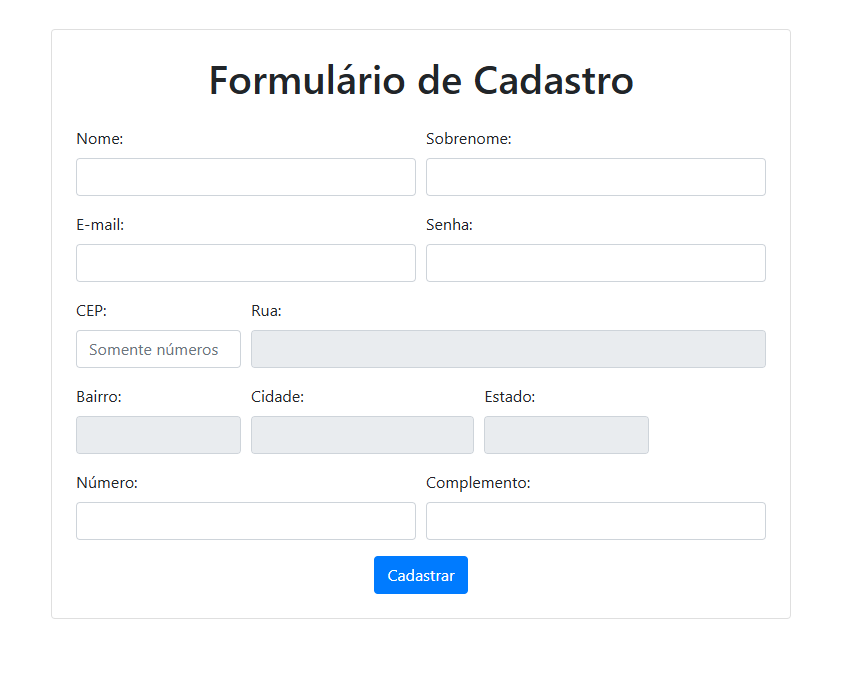 Formulário de Cadastro
Nome: Sobrenome:
E-mail: Senha:
CEP: Rua:
Somente números
Bairro: Cidade: Estado:
Número: Complemento:
Cadastrar